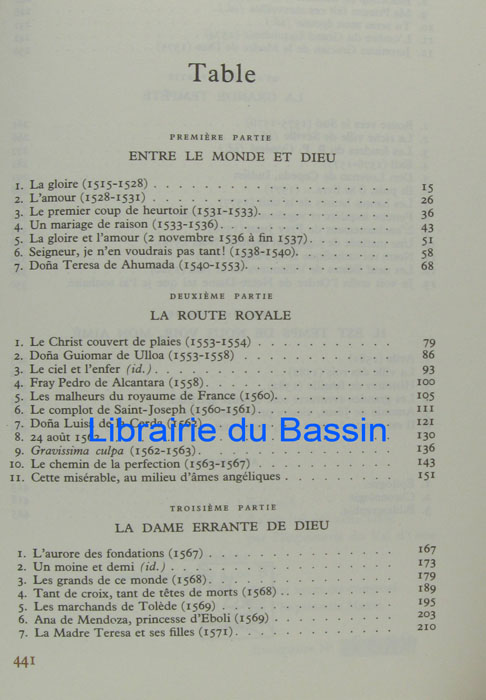 Table
PREMIÈRE PARTIE
ENTRE LE MONDE ET DIEU
1. La gloire (1515-1528) . . . . . . . . . . . . . . . 15
2. L'amour (1528-1531) . . . . . . . . . . . . . . . 26
3. Le premier coup de heurtoir (1531-1533). . . . . . . . 36
4. Un mariage de raison (1533-1536) . . . . . . . . . . 43
5. La gloire et l'amour (2 novembre 1536 à fin 1537) . . . . 51
6. Seigneur, je n'en voudrais pas tant! (1538-1540). . . . . 58
7. Doña Teresa de Ahumada (1540-1553). . . . . . . . . 68
DEUXIÈME PARTIE
LA ROUTE ROYALE
1. Le Christ couvert de plaies (1553-1554) . . . . . . . . 79
2. Doña Guiomar de Ulloa (1553-1558) . . . . . . . . . 86
3. Le ciel et l'enfer (id.) . . . . . . . . . . . . . . . 93
4. Fray Pedro de Alcantara (1558). . . . . . . . . . . . 100
5. Les malheurs du royaume de France (1560). . . . . . . 105
6. Le complot de Saint-Joseph (1560-1561) . . . . . . . . 111
7. Doña Luisa de la Cerda (1562) . . . . . . . . . . . . 121
8. 24 août 1562 . . . . . . . . . . . . . . . . . . . 130
Librairie du Bassin
9. Gravissima culpa (1562-1563). . . . . . . . . . . . . 136
10. Le chemin de la perfection (1563-1567) . . . . . . . . 143
11. Cette misérable, au milieu d'âmes angéliques . . . . . . 151
TROISIÈME PARTIE
LA DAME ERRANTE DE DIEU
1. L'aurore des fondations (1567) . . . . . . . . . . . . 167
2. Un moine et demi (id.) . . . . . . . . . . . . . . . 173
3. Les grands de ce monde (1568). . . . . . . . . . . . 179
4. Tant de croix, tant de têtes de morts (1568) . . . . . . . 189
5. Les marchands de Tolède (1569) . . . . . . . . . . . 195
6. Ana de Mendoza, princesse d'Eboli (1569) . . . . . . . 203
7. La Madre Teresa et ses filles (1571). . . . . . . . . . 210
441